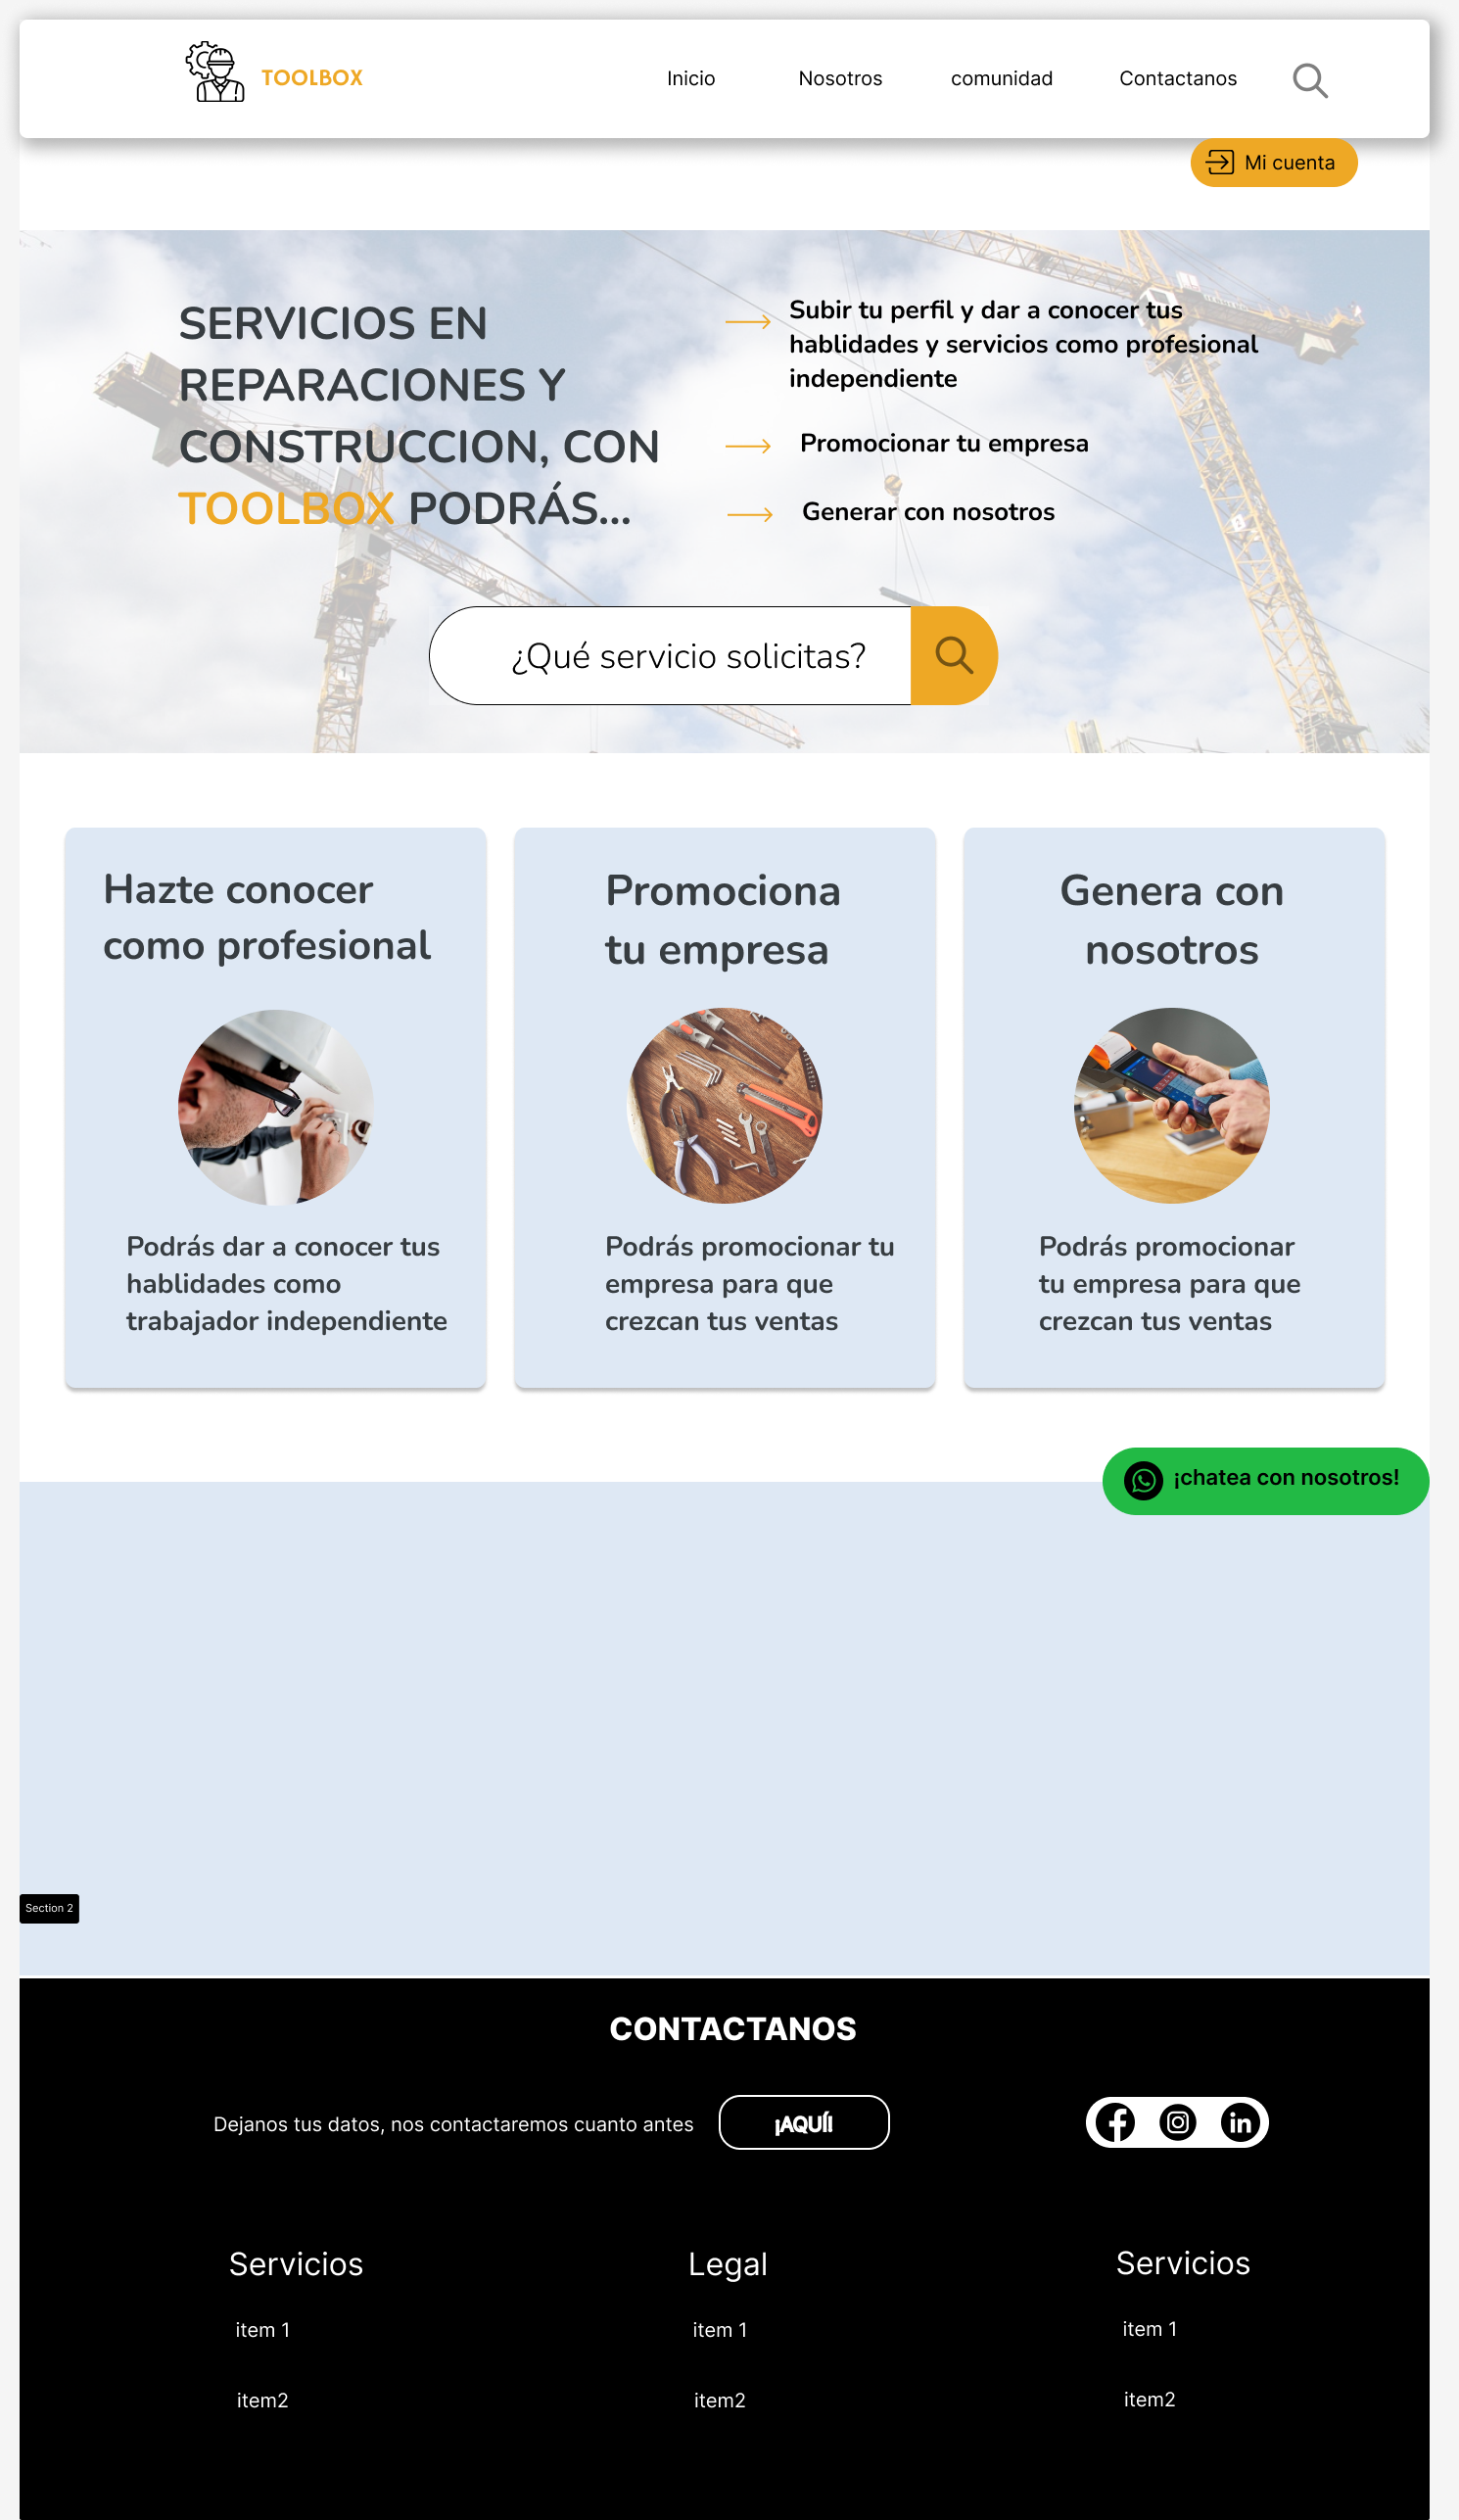 TOOLBOX
Inicio
Nosotros
comunidad
Contactanos
Mi cuenta
SERVICIOS EN
REPARACIONES Y
CONSTRUCCION, CON
TOOLBOX PODRÁS...
Subir tu perfil y dar a conocer tus
hablidades y servicios como profesional
independiente
Promocionar tu empresa
Generar con nosotros
¿Qué servicio solicitas?
Hazte conocer
como profesional
Podrás dar a conocer tus
hablidades como
trabajador independiente
Promociona
tu empresa
Podrás promocionar tu
empresa para que
crezcan tus ventas
Genera con
nosotros
Podrás promocionar
tu empresa para que
crezcan tus ventas
¡chatea con nosotros!
Section 2
CONTACTANOS
Dejanos tus datos, nos contactaremos cuanto antes
¡AQUÍ!
Servicios
item 1
item2
Legal
item 1
item2
Servicios
item 1
item2